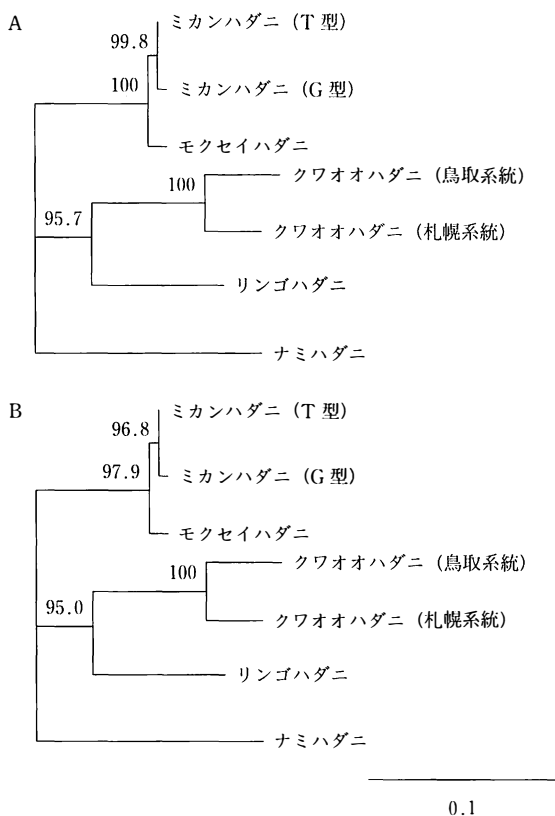 A
ミカンハダニ (T 型)
99.8
100
ミカンハダニ (G 型)
モクセイハダニ
100
クワオオハダニ (鳥取系統)
95.7
クワオオハダニ (札幌系統)
リンゴハダニ
ナミハダニ
B
ミカンハダニ (T 型)
96.8
97.9
ミカンハダニ (G 型)
モクセイハダニ
100
クワオオハダニ (鳥取系統)
95.0
クワオオハダニ (札幌系統)
リンゴハダニ
ナミハダニ
0.1